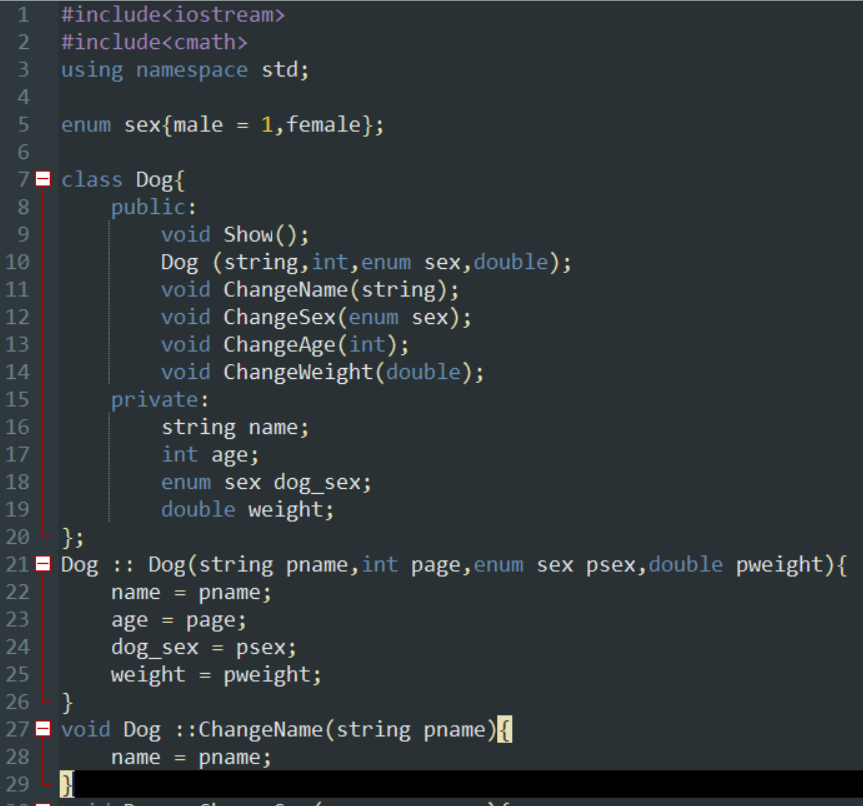 1 #include<iostream>
2 #include<cmath>
3 using namespace std;
4
5 enum sex{male = 1,female};
6
7 class Dog{
8 public:
9 void Show();
10 Dog (string,int,enum sex,double);
11 void ChangeName(string);
12 void ChangeSex(enum sex);
13 void ChangeAge(int);
14 void ChangeWeight(double);
15 private:
16 string name;
17 int age;
18 enum sex dog_sex;
19 double weight;
20 };
21 Dog :: Dog(string pname,int page,enum sex psex,double pweight){
22 name = pname;
23 age = page;
24 dog_sex = psex;
25 weight = pweight;
26 }
27 void Dog ::ChangeName(string pname){
28 name = pname;
29 }